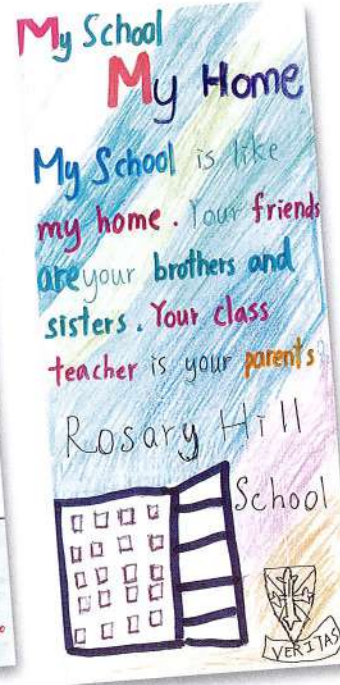 My School
My Home
My School is like
my home. Your friends
are your brothers and
sisters. Your class
teacher is your parents
Rosary Hill
School
VERITAS